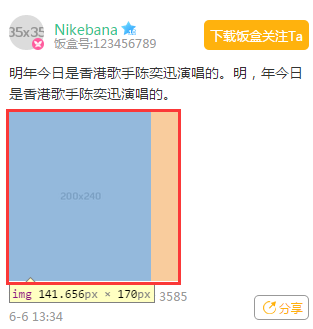 35x35
Nikebana
饭盒号:123456789
下载饭盒关注Ta
明年今日是香港歌手陈奕迅演唱的。明，年今日
是香港歌手陈奕迅演唱的。
200x240
img 141.656px × 170px 3585
6-6 13:34
分享